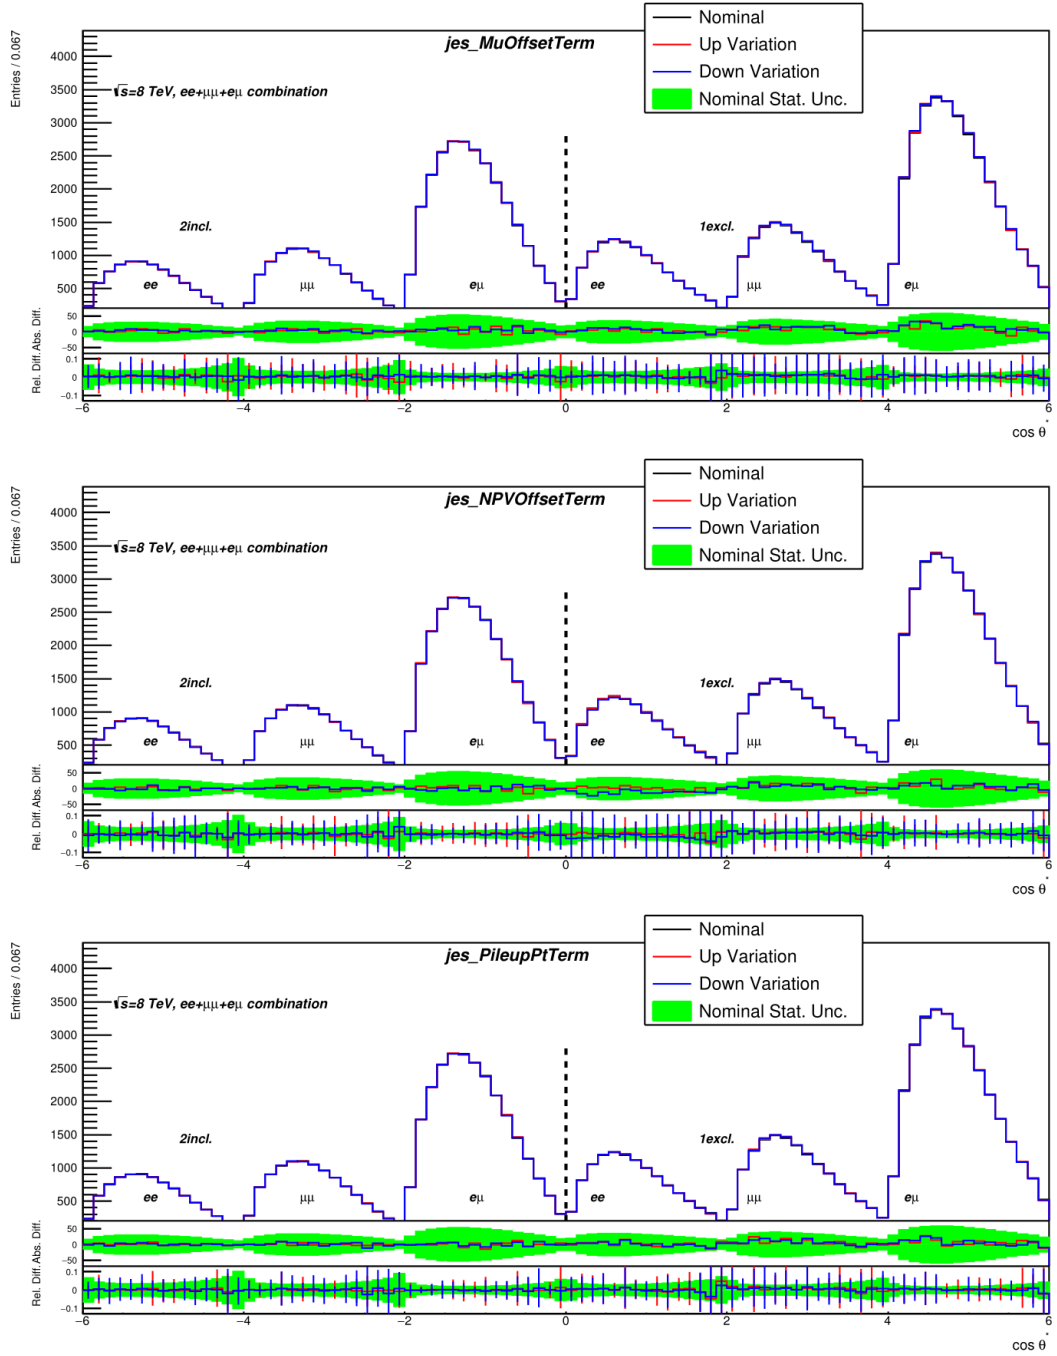 jes_MuOffsetTerm
Nominal
Up Variation
Down Variation
Nominal Stat. Unc.
Entries / 0.067
4000
3500
3000
2500
2000
1500
1000
500
√s=8 TeV, ee+μμ+eμ combination
2incl.
1excl.
ee
μμ
eμ
ee
μμ
eμ
Abs. Diff.
50
0
−50
Rel. Diff.
0.1
0
−0.1
−6
−4
−2
0
2
4
6
cos θ*
jes_NPVOffsetTerm
Nominal
Up Variation
Down Variation
Nominal Stat. Unc.
Entries / 0.067
4000
3500
3000
2500
2000
1500
1000
500
√s=8 TeV, ee+μμ+eμ combination
2incl.
1excl.
ee
μμ
eμ
ee
μμ
eμ
Abs. Diff.
50
0
−50
Rel. Diff.
0.1
0
−0.1
−6
−4
−2
0
2
4
6
cos θ*
jes_PileupPtTerm
Nominal
Up Variation
Down Variation
Nominal Stat. Unc.
Entries / 0.067
4000
3500
3000
2500
2000
1500
1000
500
√s=8 TeV, ee+μμ+eμ combination
2incl.
1excl.
ee
μμ
eμ
ee
μμ
eμ
Abs. Diff.
50
0
−50
Rel. Diff.
0.1
0
−0.1
−6
−4
−2
0
2
4
6
cos θ*